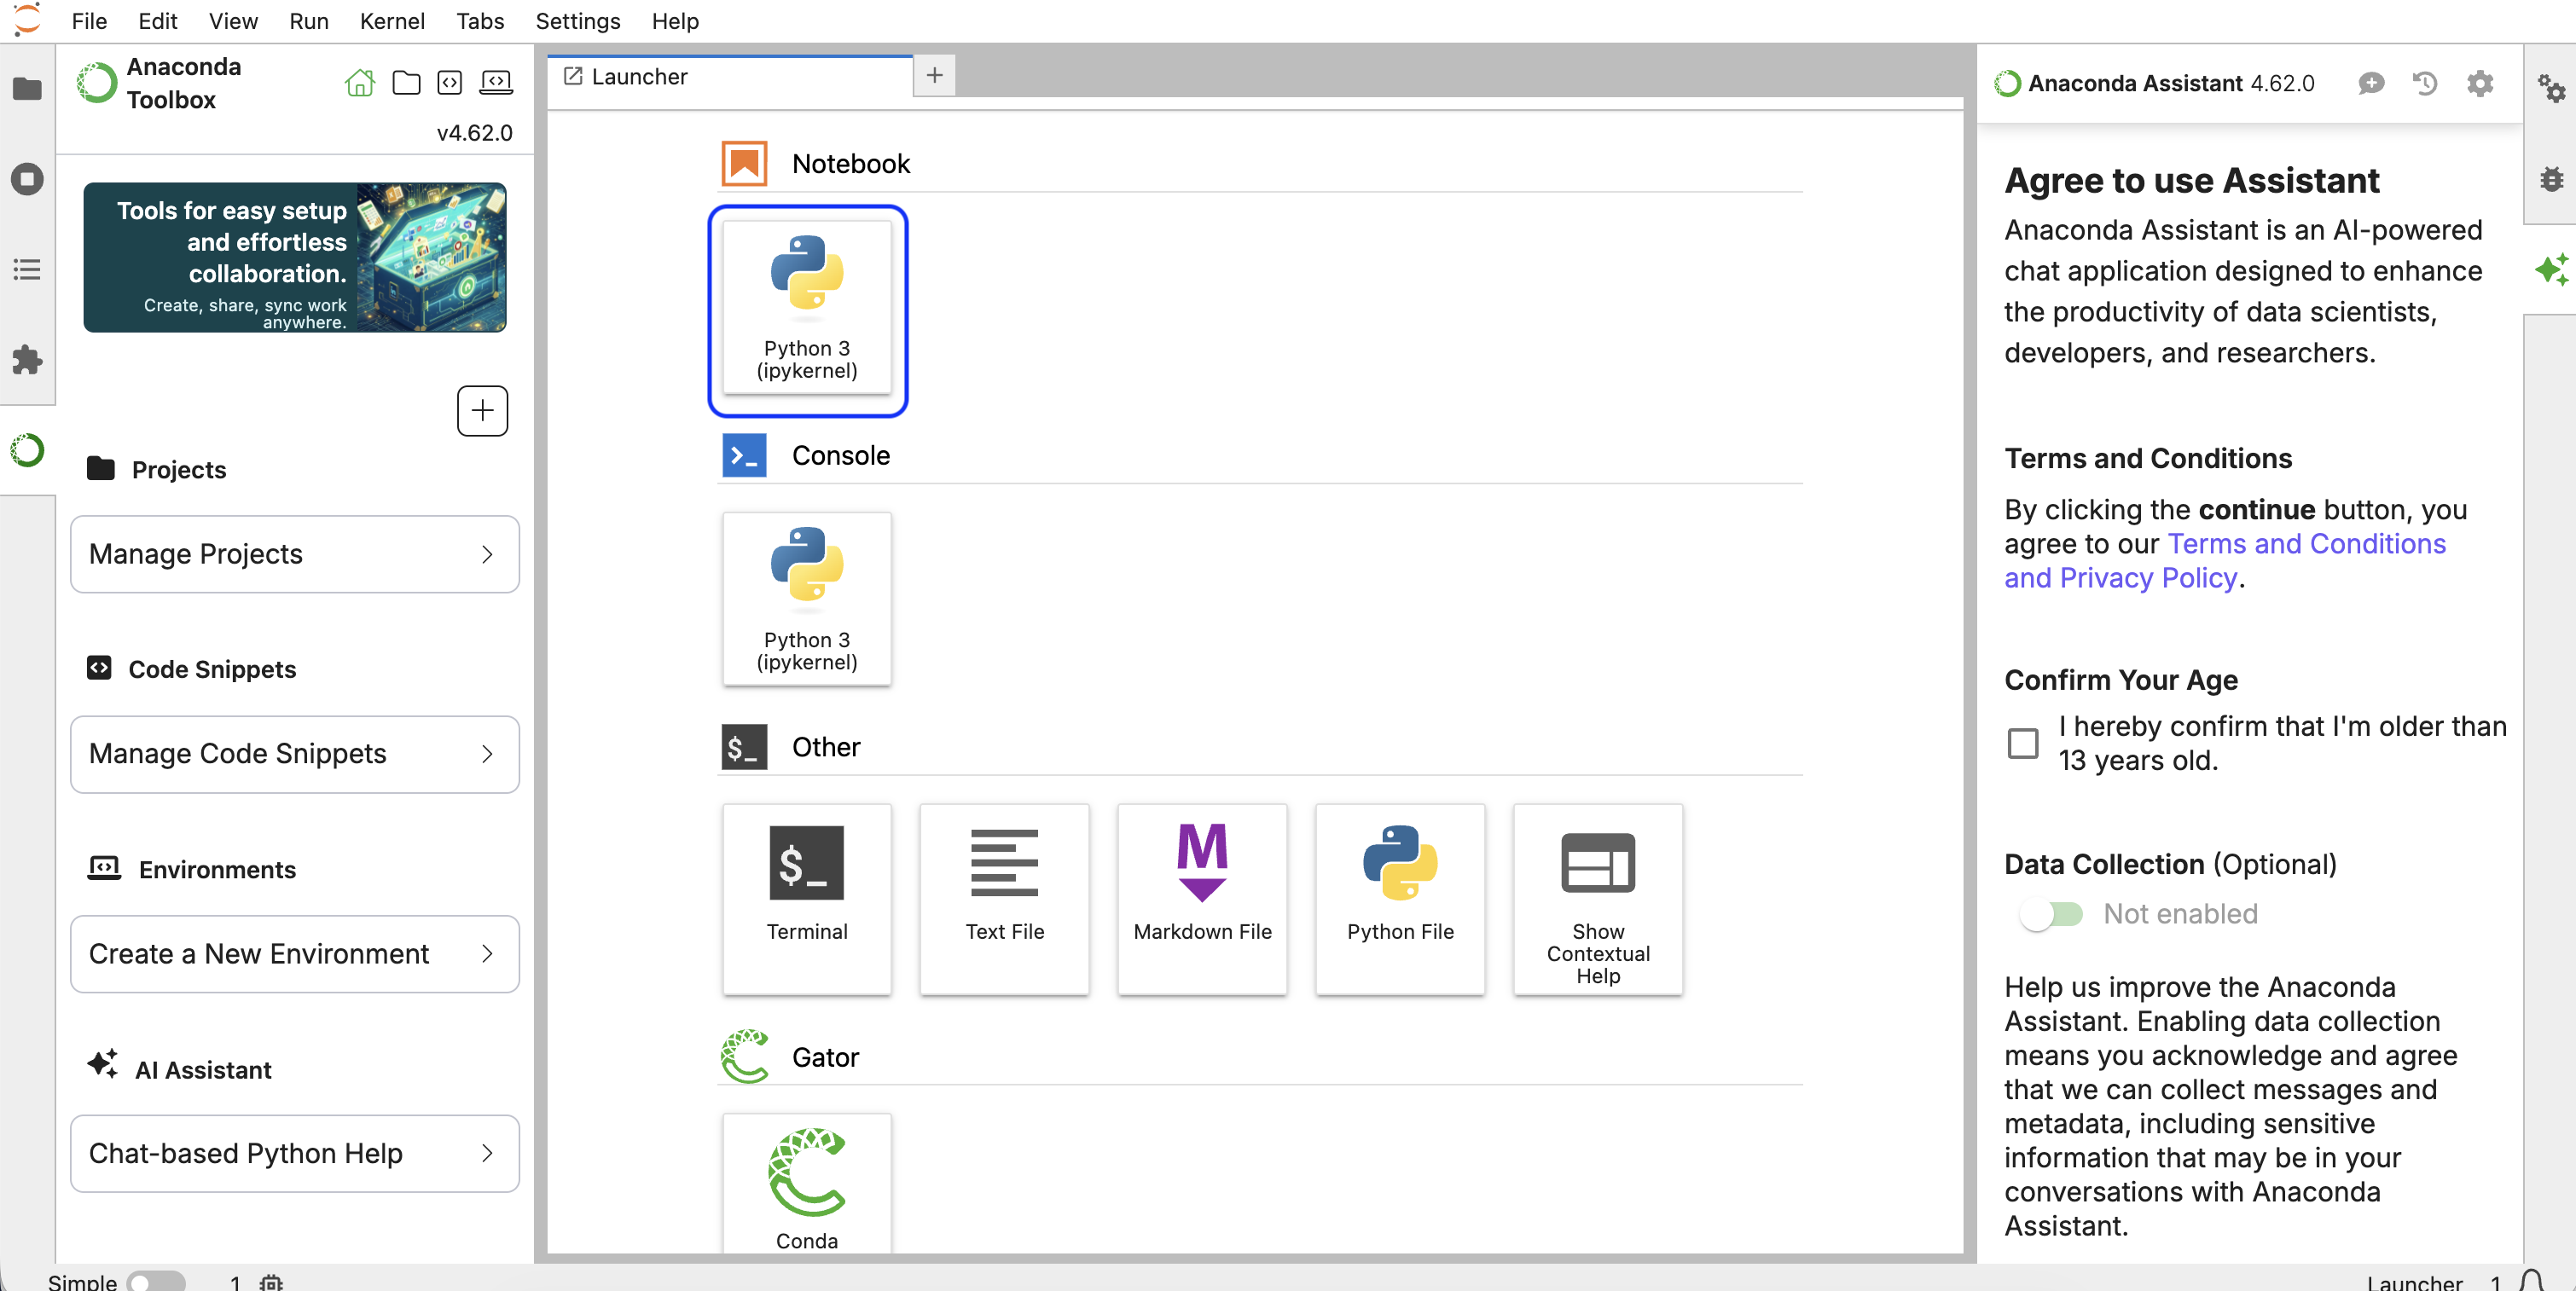 File Edit View Run Kernel Tabs Settings Help
Anaconda
Toolbox
v4.62.0
Tools for easy setup
and effortless
collaboration.
Create, share, sync work
anywhere.
Projects
Manage Projects
Code Snippets
Manage Code Snippets
Environments
Create a New Environment
AI Assistant
Chat-based Python Help
Launcher
Notebook
Python 3
(ipykernel)
Console
Python 3
(ipykernel)
$_ Other
$_
Terminal
Text File
M
Markdown File
Python File
Show
Contextual
Help
Gator
Conda
Anaconda Assistant 4.62.0
Agree to use Assistant
Anaconda Assistant is an AI-powered
chat application designed to enhance
the productivity of data scientists,
developers, and researchers.
Terms and Conditions
By clicking the continue button, you
agree to our Terms and Conditions
and Privacy Policy.
Confirm Your Age
I hereby confirm that I'm older than
13 years old.
Data Collection (Optional)
Not enabled
Help us improve the Anaconda
Assistant. Enabling data collection
means you acknowledge and agree
that we can collect messages and
metadata, including sensitive
information that may be in your
conversations with Anaconda
Assistant.
Simple 1
Launcher 1